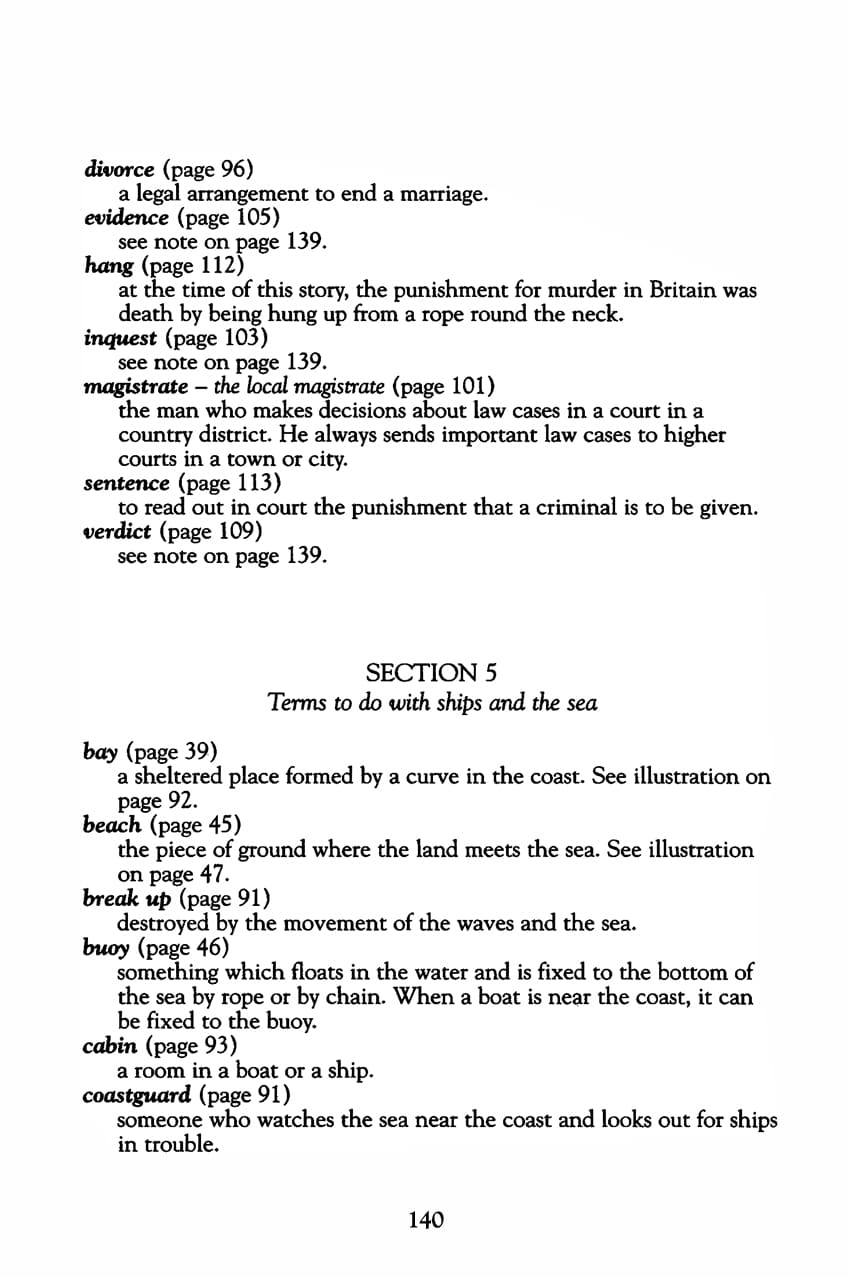 divorce (page 96)
a legal arrangement to end a marriage.
evidence (page 105)
see note on page 139.
hang (page 112)
at the time of this story, the punishment for murder in Britain was
death by being hung up from a rope round the neck.
inquest (page 103)
see note on page 139.
magistrate – the local magistrate (page 101)
the man who makes decisions about law cases in a court in a
country district. He always sends important law cases to higher
courts in a town or city.
sentence (page 113)
to read out in court the punishment that a criminal is to be given.
verdict (page 109)
see note on page 139.
SECTION 5
Terms to do with ships and the sea
bay (page 39)
a sheltered place formed by a curve in the coast. See illustration on
page 92.
beach (page 45)
the piece of ground where the land meets the sea. See illustration
on page 47.
break up (page 91)
destroyed by the movement of the waves and the sea.
buoy (page 46)
something which floats in the water and is fixed to the bottom of
the sea by rope or by chain. When a boat is near the coast, it can
be fixed to the buoy.
cabin (page 93)
a room in a boat or a ship.
coastguard (page 91)
someone who watches the sea near the coast and looks out for ships
in trouble.
140